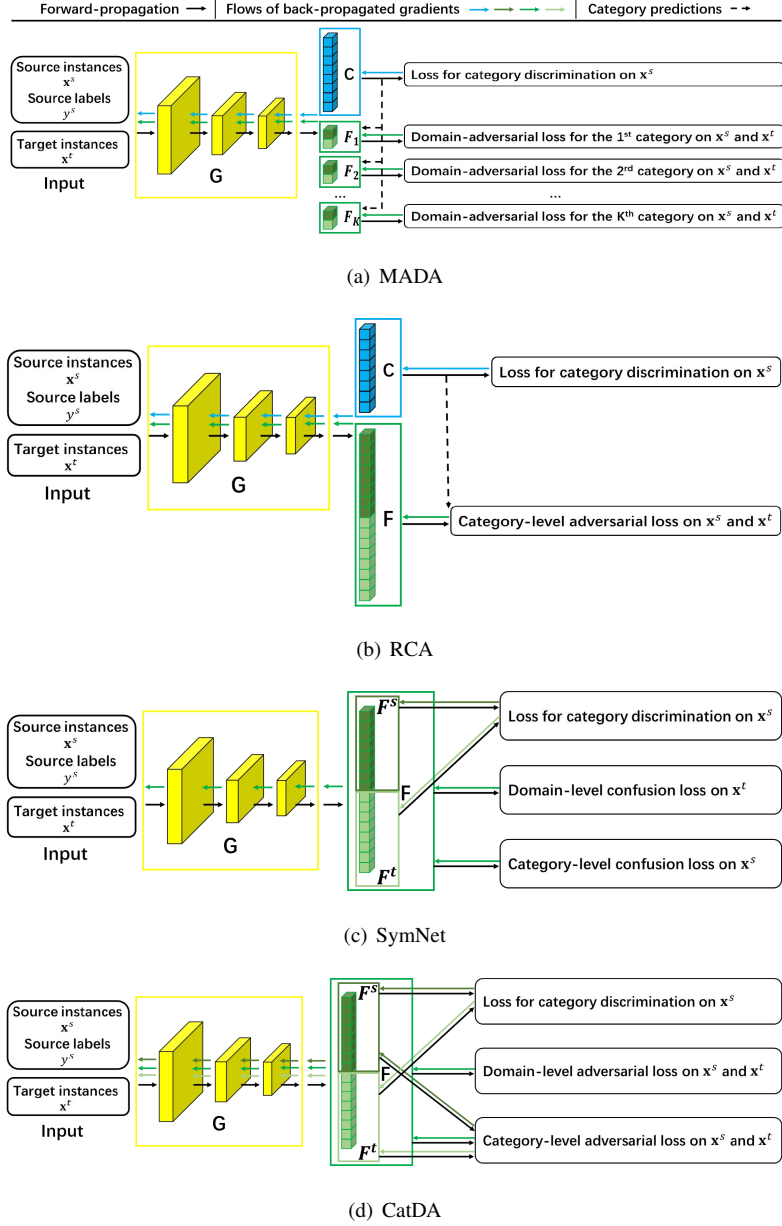 Forward-propagation Flows of back-propagated gradients Category predictions
Source instances
x^s
Source labels
y^s
Target instances
x^t
Input
G
C
F_1
F_2
...
F_K
Loss for category discrimination on x^s
Domain-adversarial loss for the 1^st category on x^s and x^t
Domain-adversarial loss for the 2^rd category on x^s and x^t
...
Domain-adversarial loss for the K^th category on x^s and x^t
(a) MADA
Source instances
x^s
Source labels
y^s
Target instances
x^t
Input
G
C
F
Loss for category discrimination on x^s
Category-level adversarial loss on x^s and x^t
(b) RCA
Source instances
x^s
Source labels
y^s
Target instances
x^t
Input
G
F^s
F
F^t
Loss for category discrimination on x^s
Domain-level confusion loss on x^t
Category-level confusion loss on x^s
(c) SymNet
Source instances
x^s
Source labels
y^s
Target instances
x^t
Input
G
F^s
F
F^t
Loss for category discrimination on x^s
Domain-level adversarial loss on x^s and x^t
Category-level adversarial loss on x^s and x^t
(d) CatDA